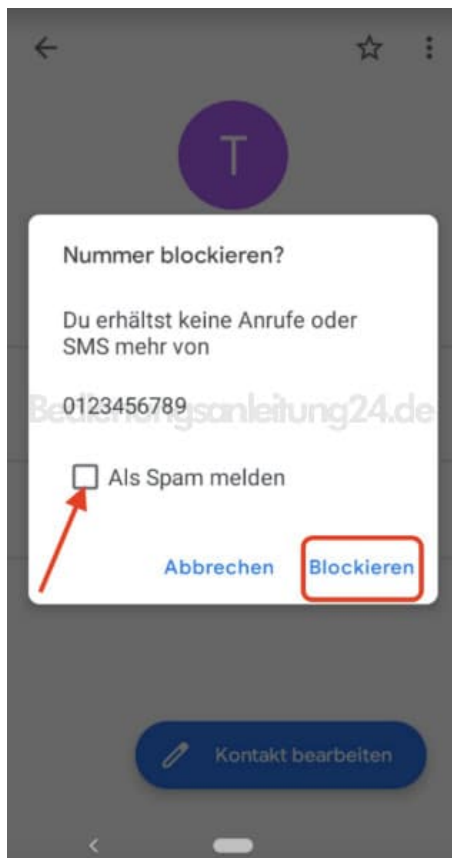 T
Nummer blockieren?
Du erhältst keine Anrufe oder
SMS mehr von
0123456789
Bedienungsanleitung24.de
Als Spam melden
Abbrechen Blockieren
Kontakt bearbeiten